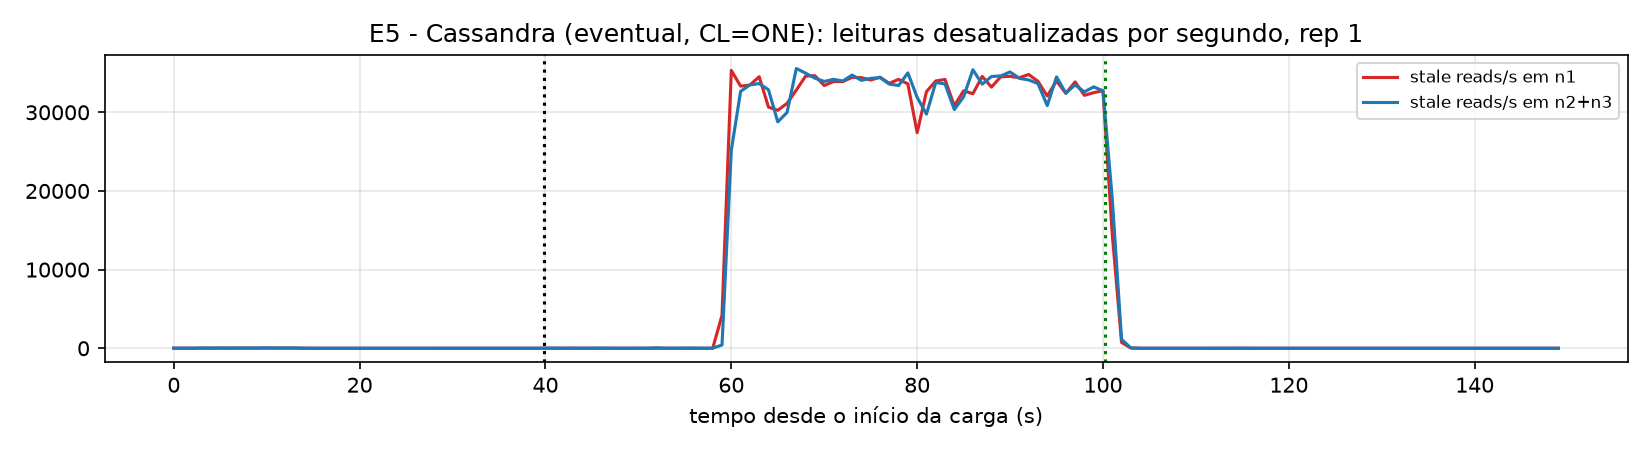 E5 - Cassandra (eventual, CL=ONE): leituras desatualizadas por segundo, rep 1
stale reads/s em n1
stale reads/s em n2+n3
30000
20000
10000
0
0 20 40 60 80 100 120 140
tempo desde o início da carga (s)